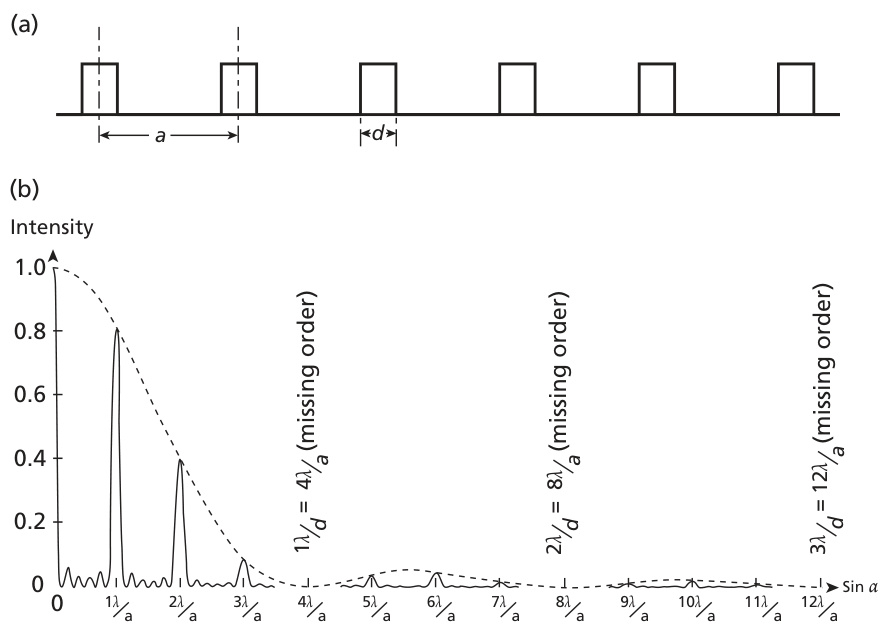 (a)
a
d
(b)
Intensity
1.0
0.8
0.6
0.4
0.2
0
1λ/d = 4λ/a (missing order)
2λ/d = 8λ/a (missing order)
3λ/d = 12λ/a (missing order)
0
1λ/a
2λ/a
3λ/a
4λ/a
5λ/a
6λ/a
7λ/a
8λ/a
9λ/a
10λ/a
11λ/a
12λ/a
Sin α